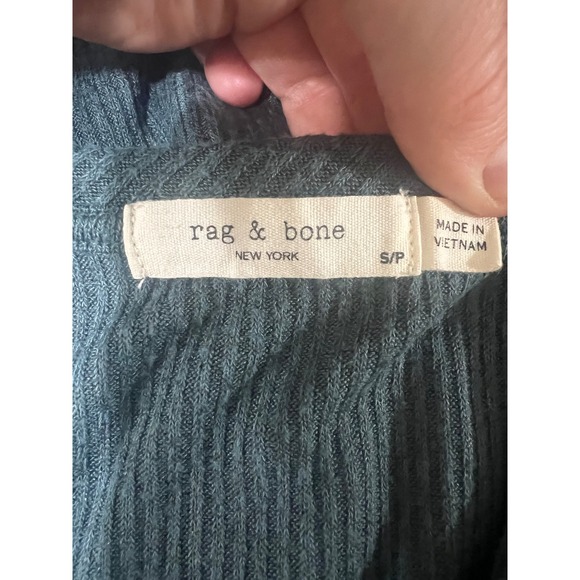 rag & bone
NEW YORK
S/P
MADE IN
VIETNAM